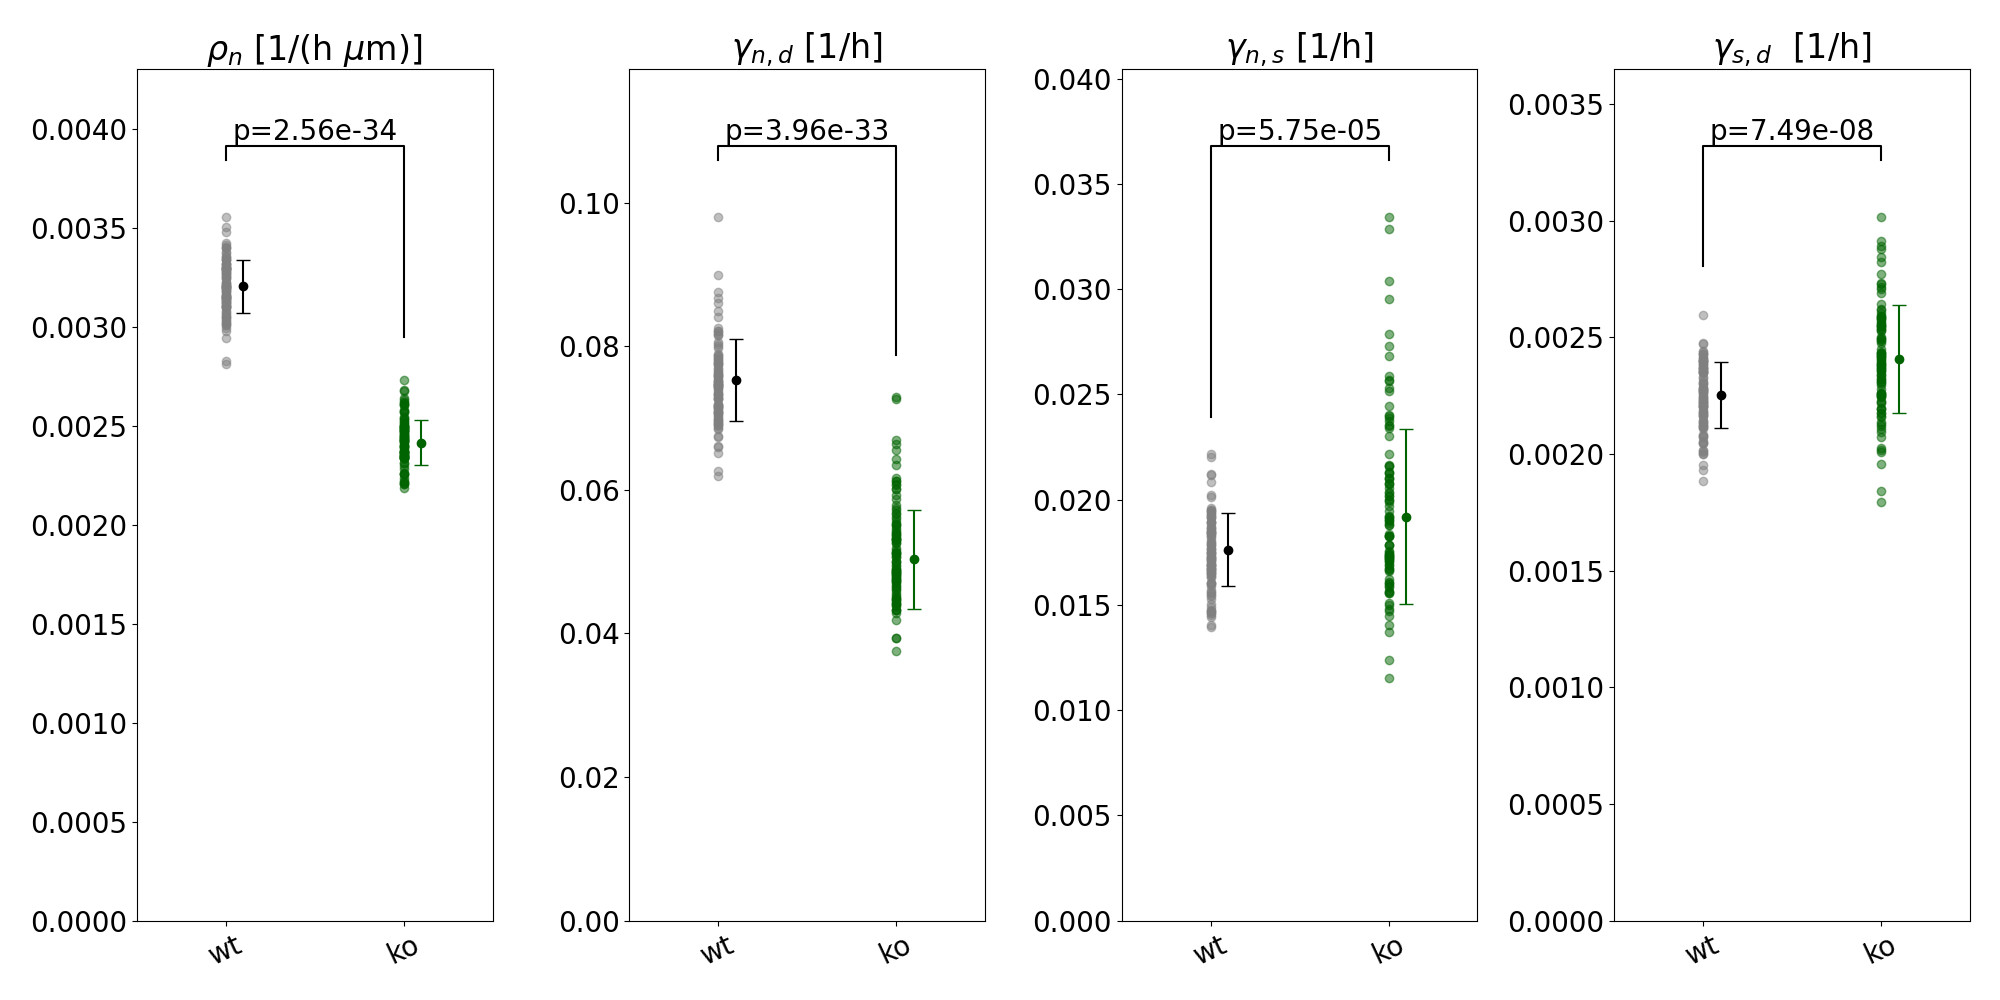 ρn [1/(h μm)]
0.0040
0.0035
0.0030
0.0025
0.0020
0.0015
0.0010
0.0005
0.0000
p=2.56e-34
wt
ko
γn,d [1/h]
0.10
0.08
0.06
0.04
0.02
0.00
p=3.96e-33
wt
ko
γn,s [1/h]
0.040
0.035
0.030
0.025
0.020
0.015
0.010
0.005
0.000
p=5.75e-05
wt
ko
γs,d [1/h]
0.0035
0.0030
0.0025
0.0020
0.0015
0.0010
0.0005
0.0000
p=7.49e-08
wt
ko